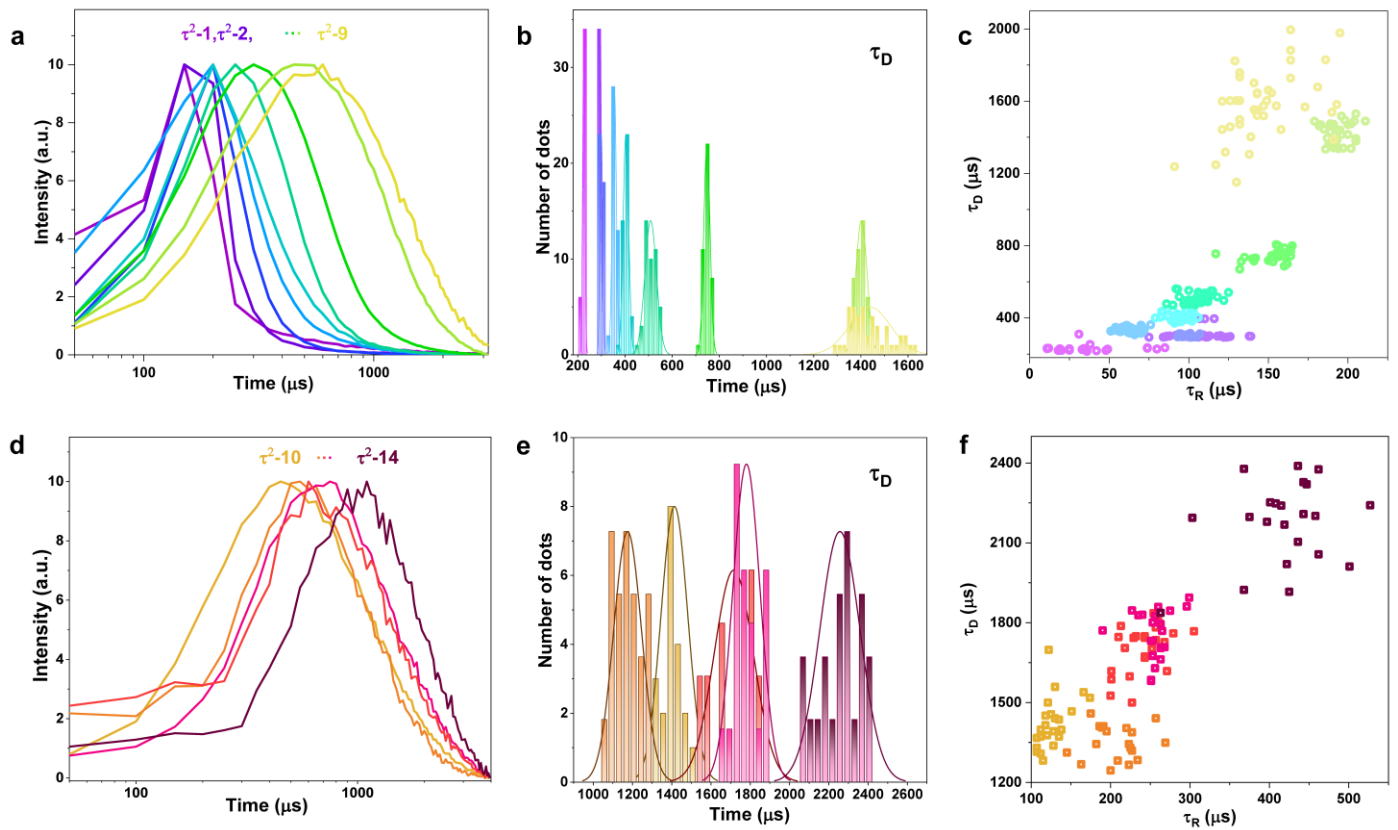 a
τ²-1,τ²-2, ··· τ²-9
10
8
6
4
2
0
Intensity (a.u.)
100
1000
Time (μs)
b
τD
30
20
10
0
Number of dots
200 400 600 800 1000 1200 1400 1600
Time (μs)
c
2000
1600
1200
800
400
τD (μs)
0 50 100 150 200
τR (μs)
d
τ²-10 ··· τ²-14
10
8
6
4
2
0
Intensity (a.u.)
100
1000
Time (μs)
e
τD
10
8
6
4
2
0
Number of dots
1000 1200 1400 1600 1800 2000 2200 2400 2600
Time (μs)
f
2400
2100
1800
1500
1200
τD (μs)
100 200 300 400 500
τR (μs)